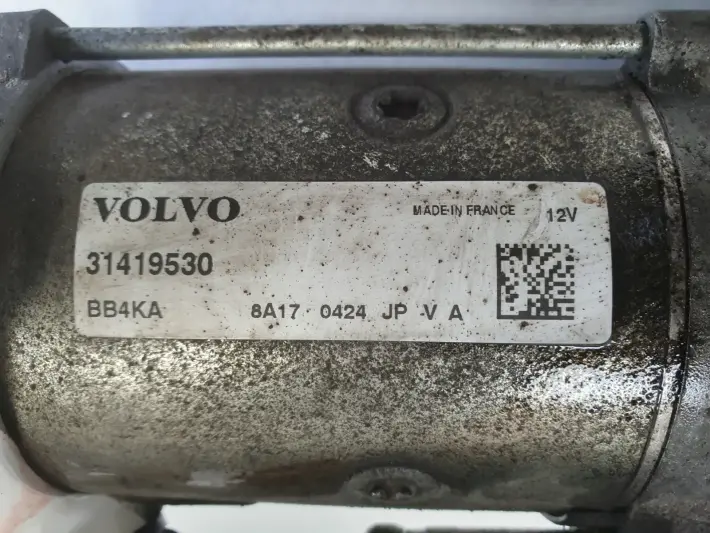 VOLVO MADE IN FRANCE 12V
31419530
BB4KA 8A17 0424 JP V A